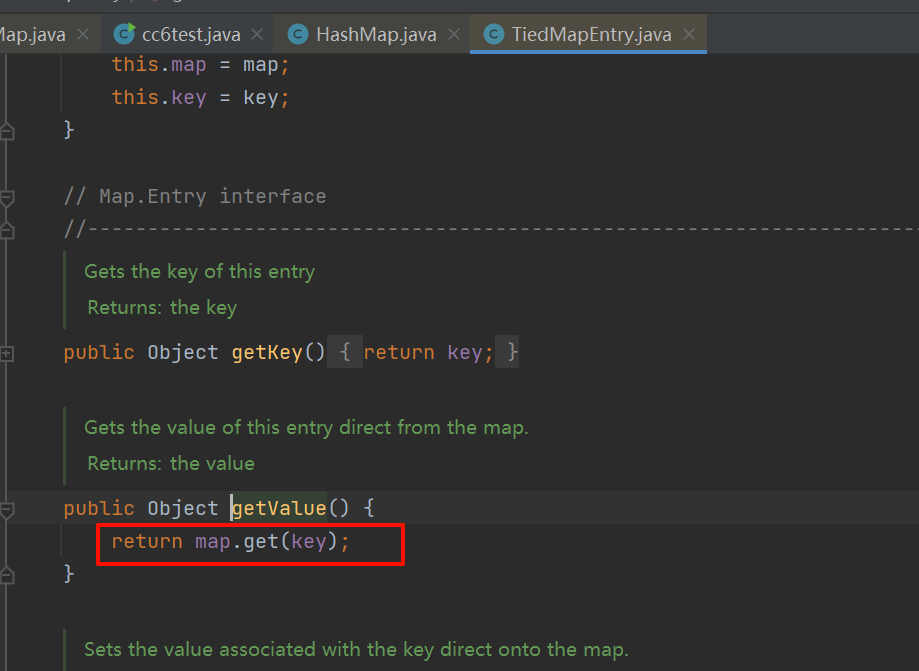 Map.java cc6test.java HashMap.java TiedMapEntry.java
this.map = map;
this.key = key;
}
// Map.Entry interface
//-----------------------------------------------------------------------
Gets the key of this entry
Returns: the key
public Object getKey() { return key; }
Gets the value of this entry direct from the map.
Returns: the value
public Object getValue() {
return map.get(key);
}
Sets the value associated with the key direct onto the map.